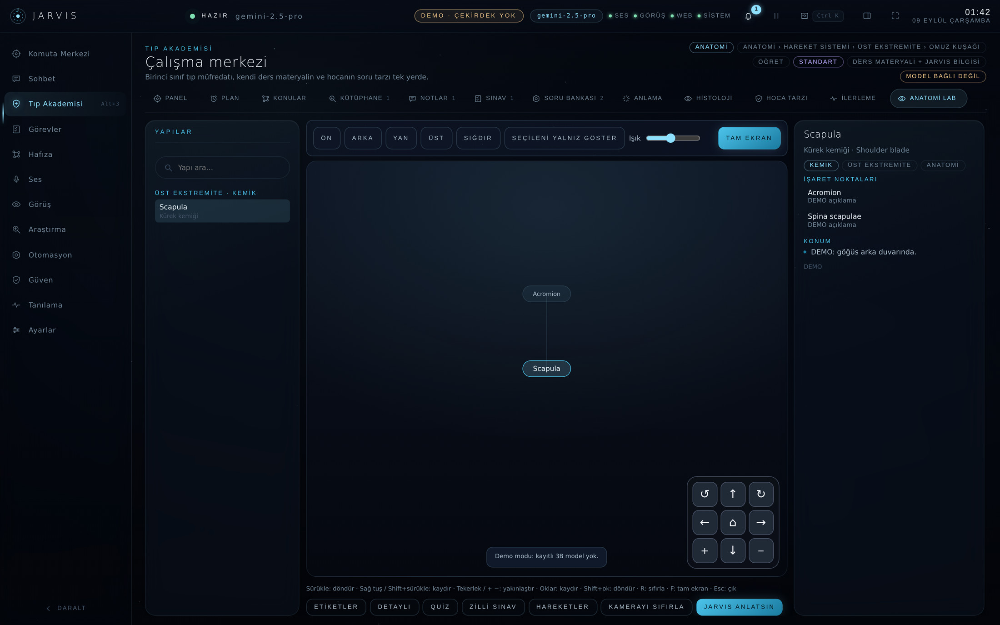 JARVIS
HAZIR gemini-2.5-pro
DEMO · ÇEKİRDEK YOK
gemini-2.5-pro
SES GÖRÜŞ WEB SİSTEM
1
Ctrl K
01:42
09 EYLÜL ÇARŞAMBA
Komuta Merkezi
Sohbet
Tıp Akademisi Alt+3
Görevler
Hafıza
Ses
Görüş
Araştırma
Otomasyon
Güven
Tanılama
Ayarlar
DARALT
TIP AKADEMİSİ
Çalışma merkezi
Birinci sınıf tıp müfredatı, kendi ders materyalin ve hocanın soru tarzı tek yerde.
ANATOMİ ANATOMİ › HAREKET SİSTEMİ › ÜST EKSTREMİTE › OMUZ KUŞAĞI
ÖĞRET STANDART DERS MATERYALİ + JARVIS BİLGİSİ
MODEL BAĞLI DEĞİL
PANEL PLAN KONULAR KÜTÜPHANE 1 NOTLAR 1 SINAV 1 SORU BANKASI 2 ANLAMA HİSTOLOJİ HOCA TARZI İLERLEME ANATOMİ LAB
YAPILAR
Yapı ara...
ÜST EKSTREMİTE · KEMİK
Scapula
Kürek kemiği
ÖN ARKA YAN ÜST SIĞDIR SEÇİLENİ YALNIZ GÖSTER Işık TAM EKRAN
Acromion
Scapula
↺ ↑ ↻
← ⌂ →
+ ↓ −
Demo modu: kayıtlı 3B model yok.
Sürükle: döndür · Sağ tuş / Shift+sürükle: kaydır · Tekerlek / + −: yakınlaştır · Oklar: kaydır · Shift+ok: döndür · R: sıfırla · F: tam ekran · Esc: çık
ETİKETLER DETAYLI QUİZ ZİLLİ SINAV HAREKETLER KAMERAYI SIFIRLA JARVIS ANLATSIN
Scapula
Kürek kemiği · Shoulder blade
KEMİK ÜST EKSTREMİTE ANATOMİ
İŞARET NOKTALARI
Acromion
DEMO açıklama
Spina scapulae
DEMO açıklama
KONUM
DEMO: göğüs arka duvarında.
DEMO